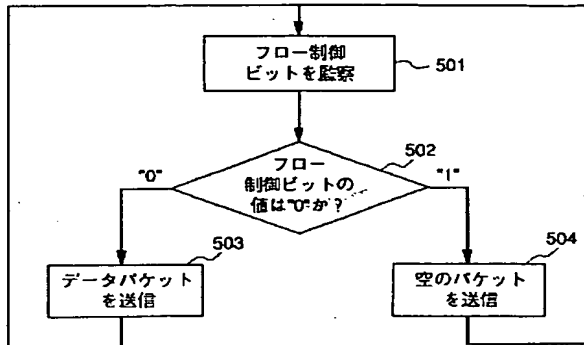 フロー制御
ビットを監察
501
フロー
制御ビットの
値は"0"か？
502
"0"
"1"
503
データパケット
を送信
504
空のパケット
を送信